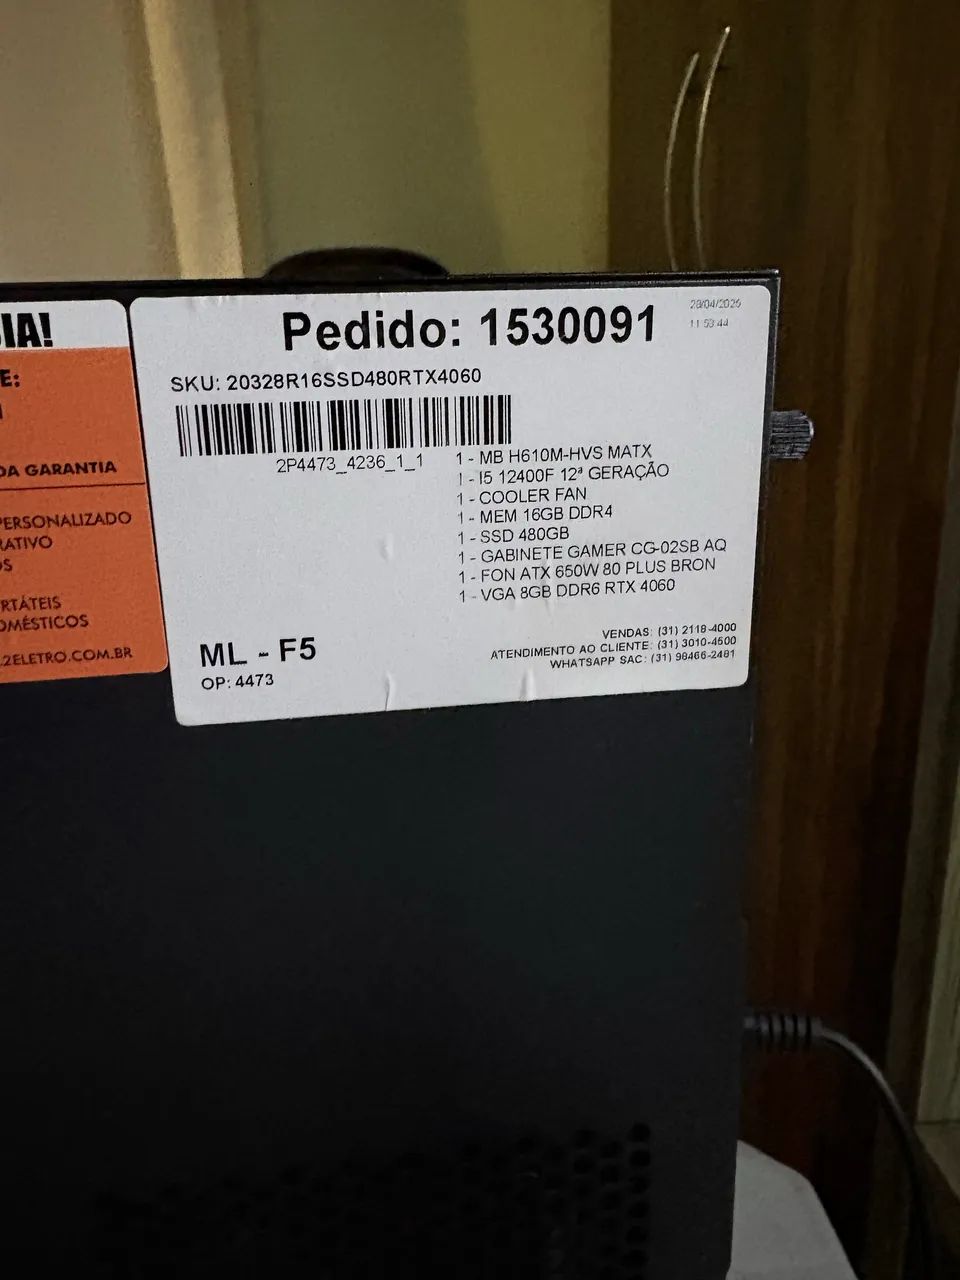 IA!
E:
DA GARANTIA
PERSONALIZADO
RATIVO
OS
RTÁTEIS
OMÉSTICOS
.2ELETRO.COM.BR
Pedido: 1530091
28/04/2025
11:53:44
SKU: 20328R16SSD480RTX4060
2P4473_4236_1_1
1 - MB H610M-HVS MATX
1 - I5 12400F 12ª GERAÇÃO
1 - COOLER FAN
1 - MEM 16GB DDR4
1 - SSD 480GB
1 - GABINETE GAMER CG-02SB AQ
1 - FON ATX 650W 80 PLUS BRON
1 - VGA 8GB DDR6 RTX 4060
ML - F5
OP: 4473
VENDAS: (31) 2118-4000
ATENDIMENTO AO CLIENTE: (31) 3010-4500
WHATSAPP SAC: (31) 98466-2481